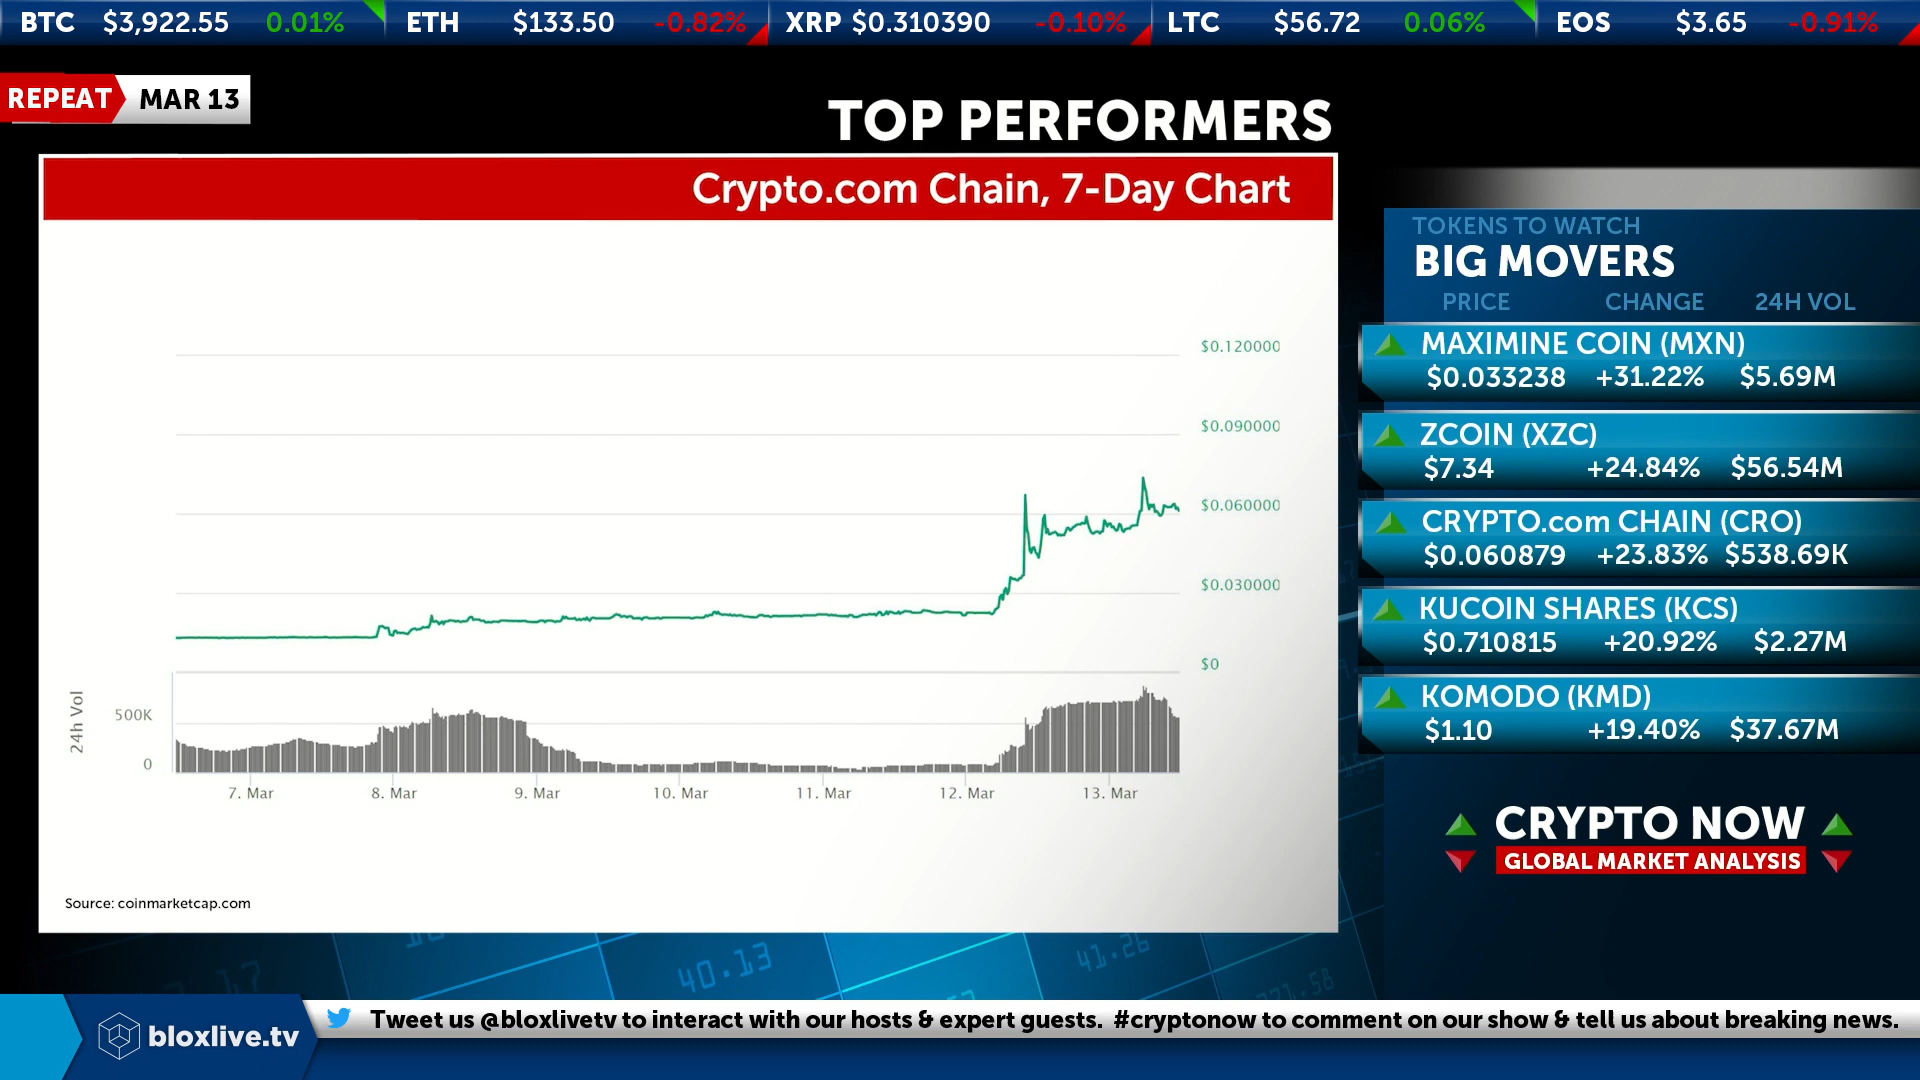 BTC $3,922.55 0.01% ETH $133.50 -0.82% XRP $0.310390 -0.10% LTC $56.72 0.06% EOS $3.65 -0.91%
REPEAT MAR 13
TOP PERFORMERS
Crypto.com Chain, 7-Day Chart
$0.120000
$0.090000
$0.060000
$0.030000
$0
24h Vol
500K
0
7. Mar 8. Mar 9. Mar 10. Mar 11. Mar 12. Mar 13. Mar
Source: coinmarketcap.com
TOKENS TO WATCH
BIG MOVERS
PRICE CHANGE 24H VOL
MAXIMINE COIN (MXN)
$0.033238 +31.22% $5.69M
ZCOIN (XZC)
$7.34 +24.84% $56.54M
CRYPTO.com CHAIN (CRO)
$0.060879 +23.83% $538.69K
KUCOIN SHARES (KCS)
$0.710815 +20.92% $2.27M
KOMODO (KMD)
$1.10 +19.40% $37.67M
CRYPTO NOW
GLOBAL MARKET ANALYSIS
40.13
41.26
bloxlive.tv
Tweet us @bloxlivetv to interact with our hosts & expert guests. #cryptonow to comment on our show & tell us about breaking news.